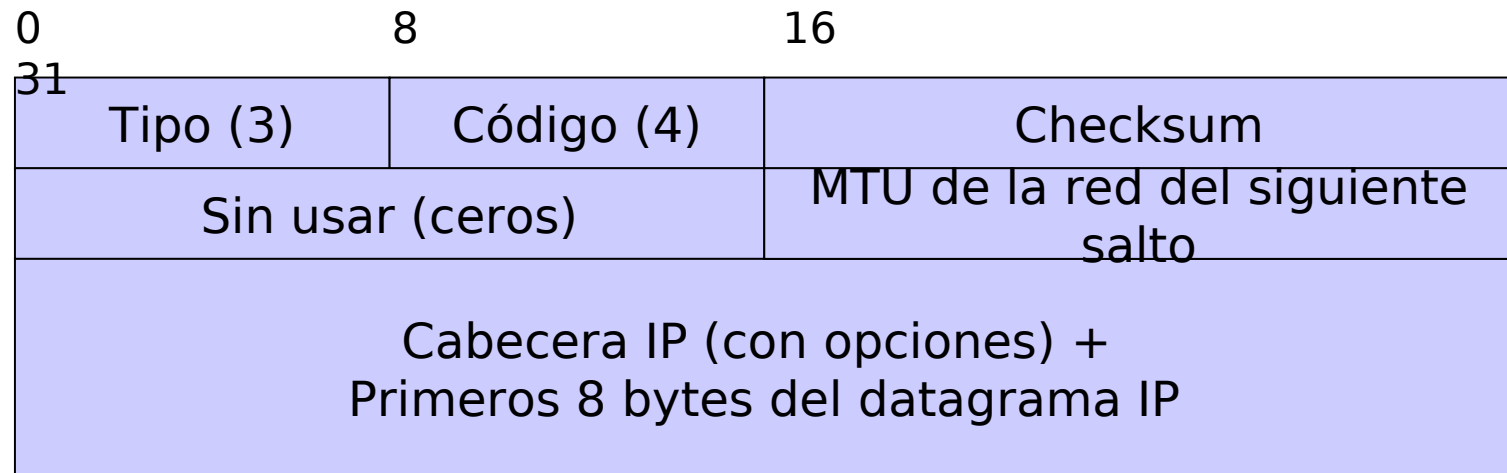 0 8 16
31
Tipo (3) Código (4) Checksum
Sin usar (ceros) MTU de la red del siguiente
salto
Cabecera IP (con opciones) +
Primeros 8 bytes del datagrama IP